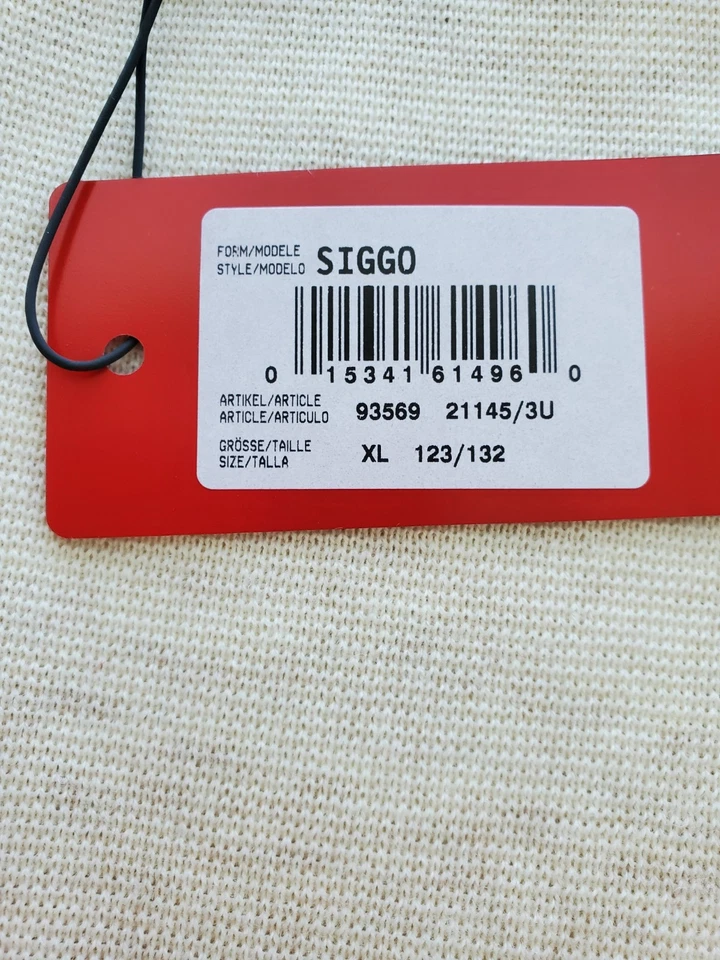 FORM/MODELE
STYLE/MODELO SIGGO
0 15341 61496 0
ARTIKEL/ARTICLE
ARTICLE/ARTICULO 93569 21145/3U
GRÖSSE/TAILLE
SIZE/TALLA XL 123/132